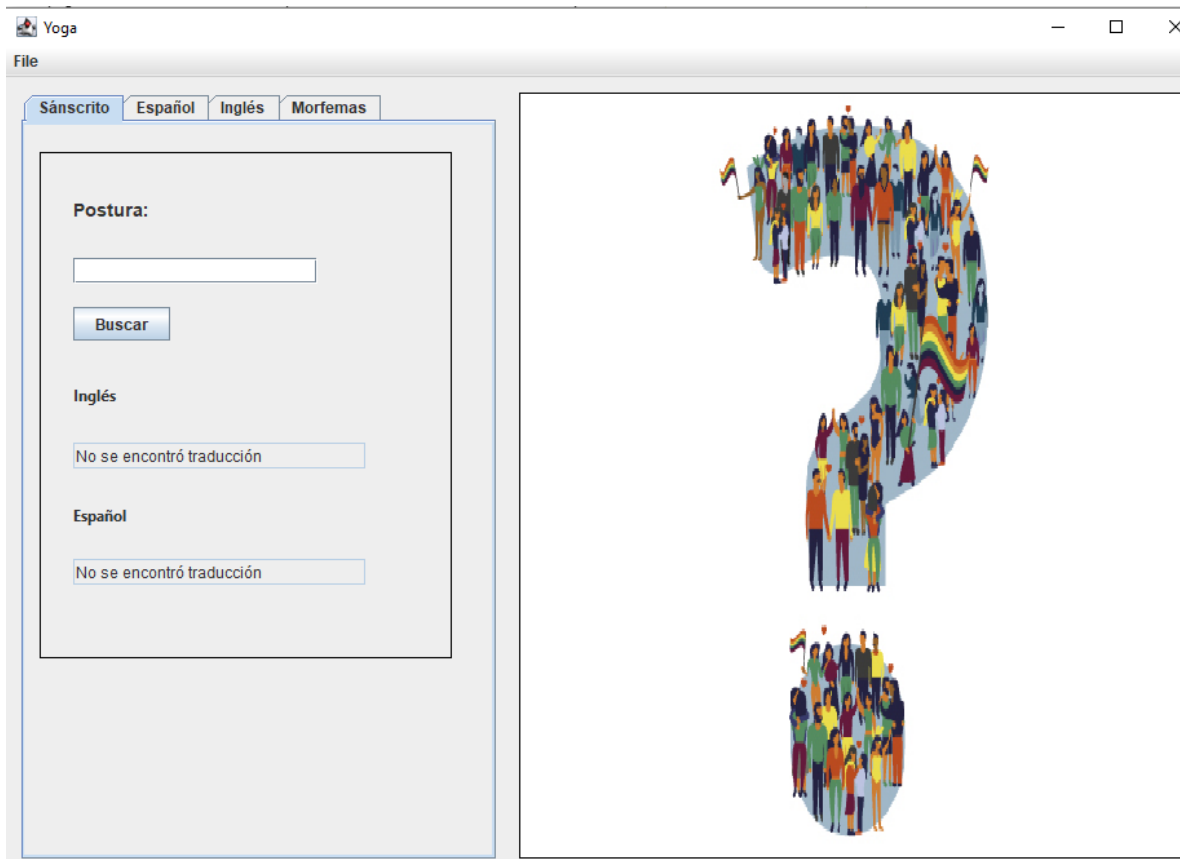 Yoga
File
Sánscrito Español Inglés Morfemas
Postura:
Buscar
Inglés
No se encontró traducción
Español
No se encontró traducción